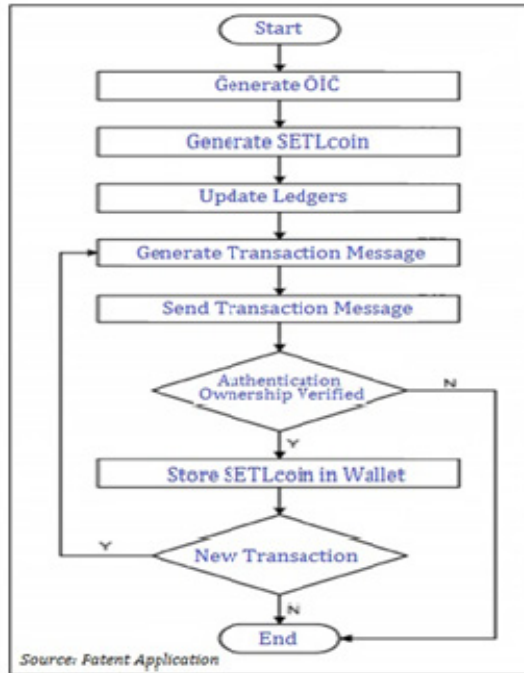 Start
Generate OIC
Generate SETLcoin
Update Ledgers
Generate Transaction Message
Send Transaction Message
Authentication
Ownership Verified
N
Y
Store SETLcoin in Wallet
Y
New Transaction
N
End
Source: Patent Application